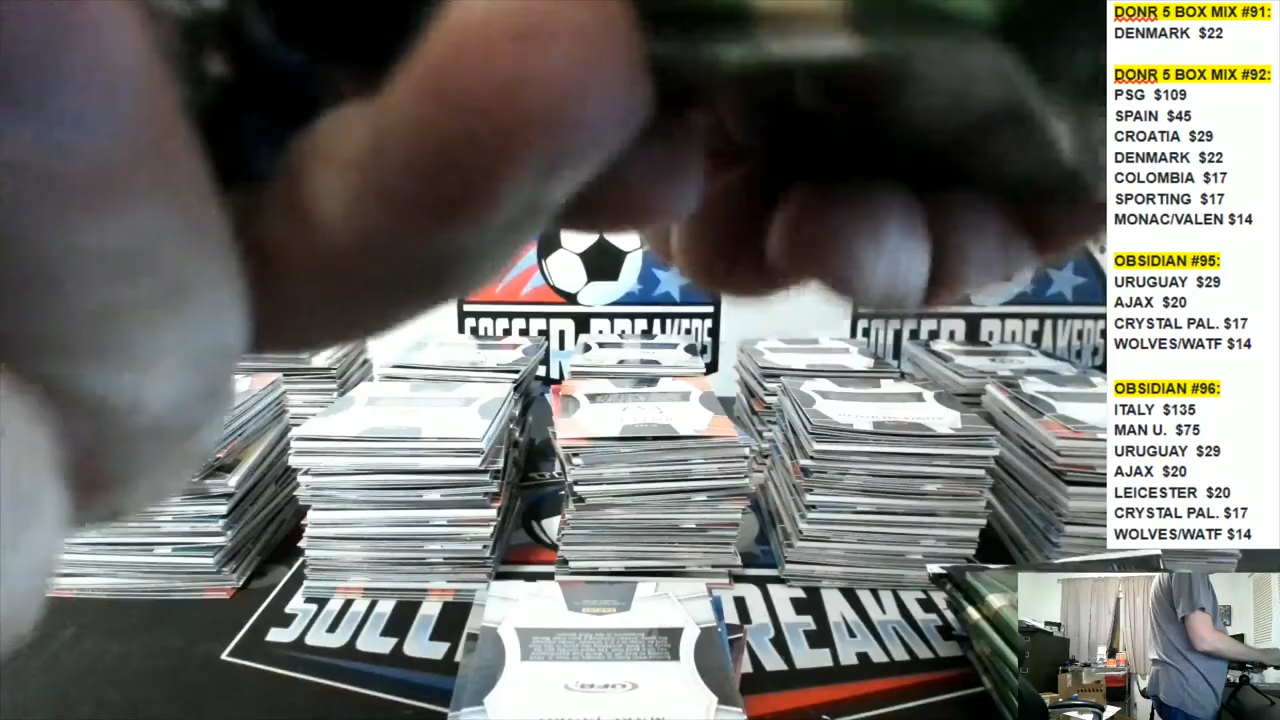 DONR 5 BOX MIX #91:
DENMARK $22
DONR 5 BOX MIX #92:
PSG $109
SPAIN $45
CROATIA $29
DENMARK $22
COLOMBIA $17
SPORTING $17
MONAC/VALEN $14
OBSIDIAN #95:
URUGUAY $29
AJAX $20
CRYSTAL PAL. $17
WOLVES/WATF $14
OBSIDIAN #96:
ITALY $135
MAN U. $75
URUGUAY $29
AJAX $20
LEICESTER $20
CRYSTAL PAL. $17
WOLVES/WATF $14
SOCCER BREAKERS
SOCCER BREAKERS
SOCC REAKE